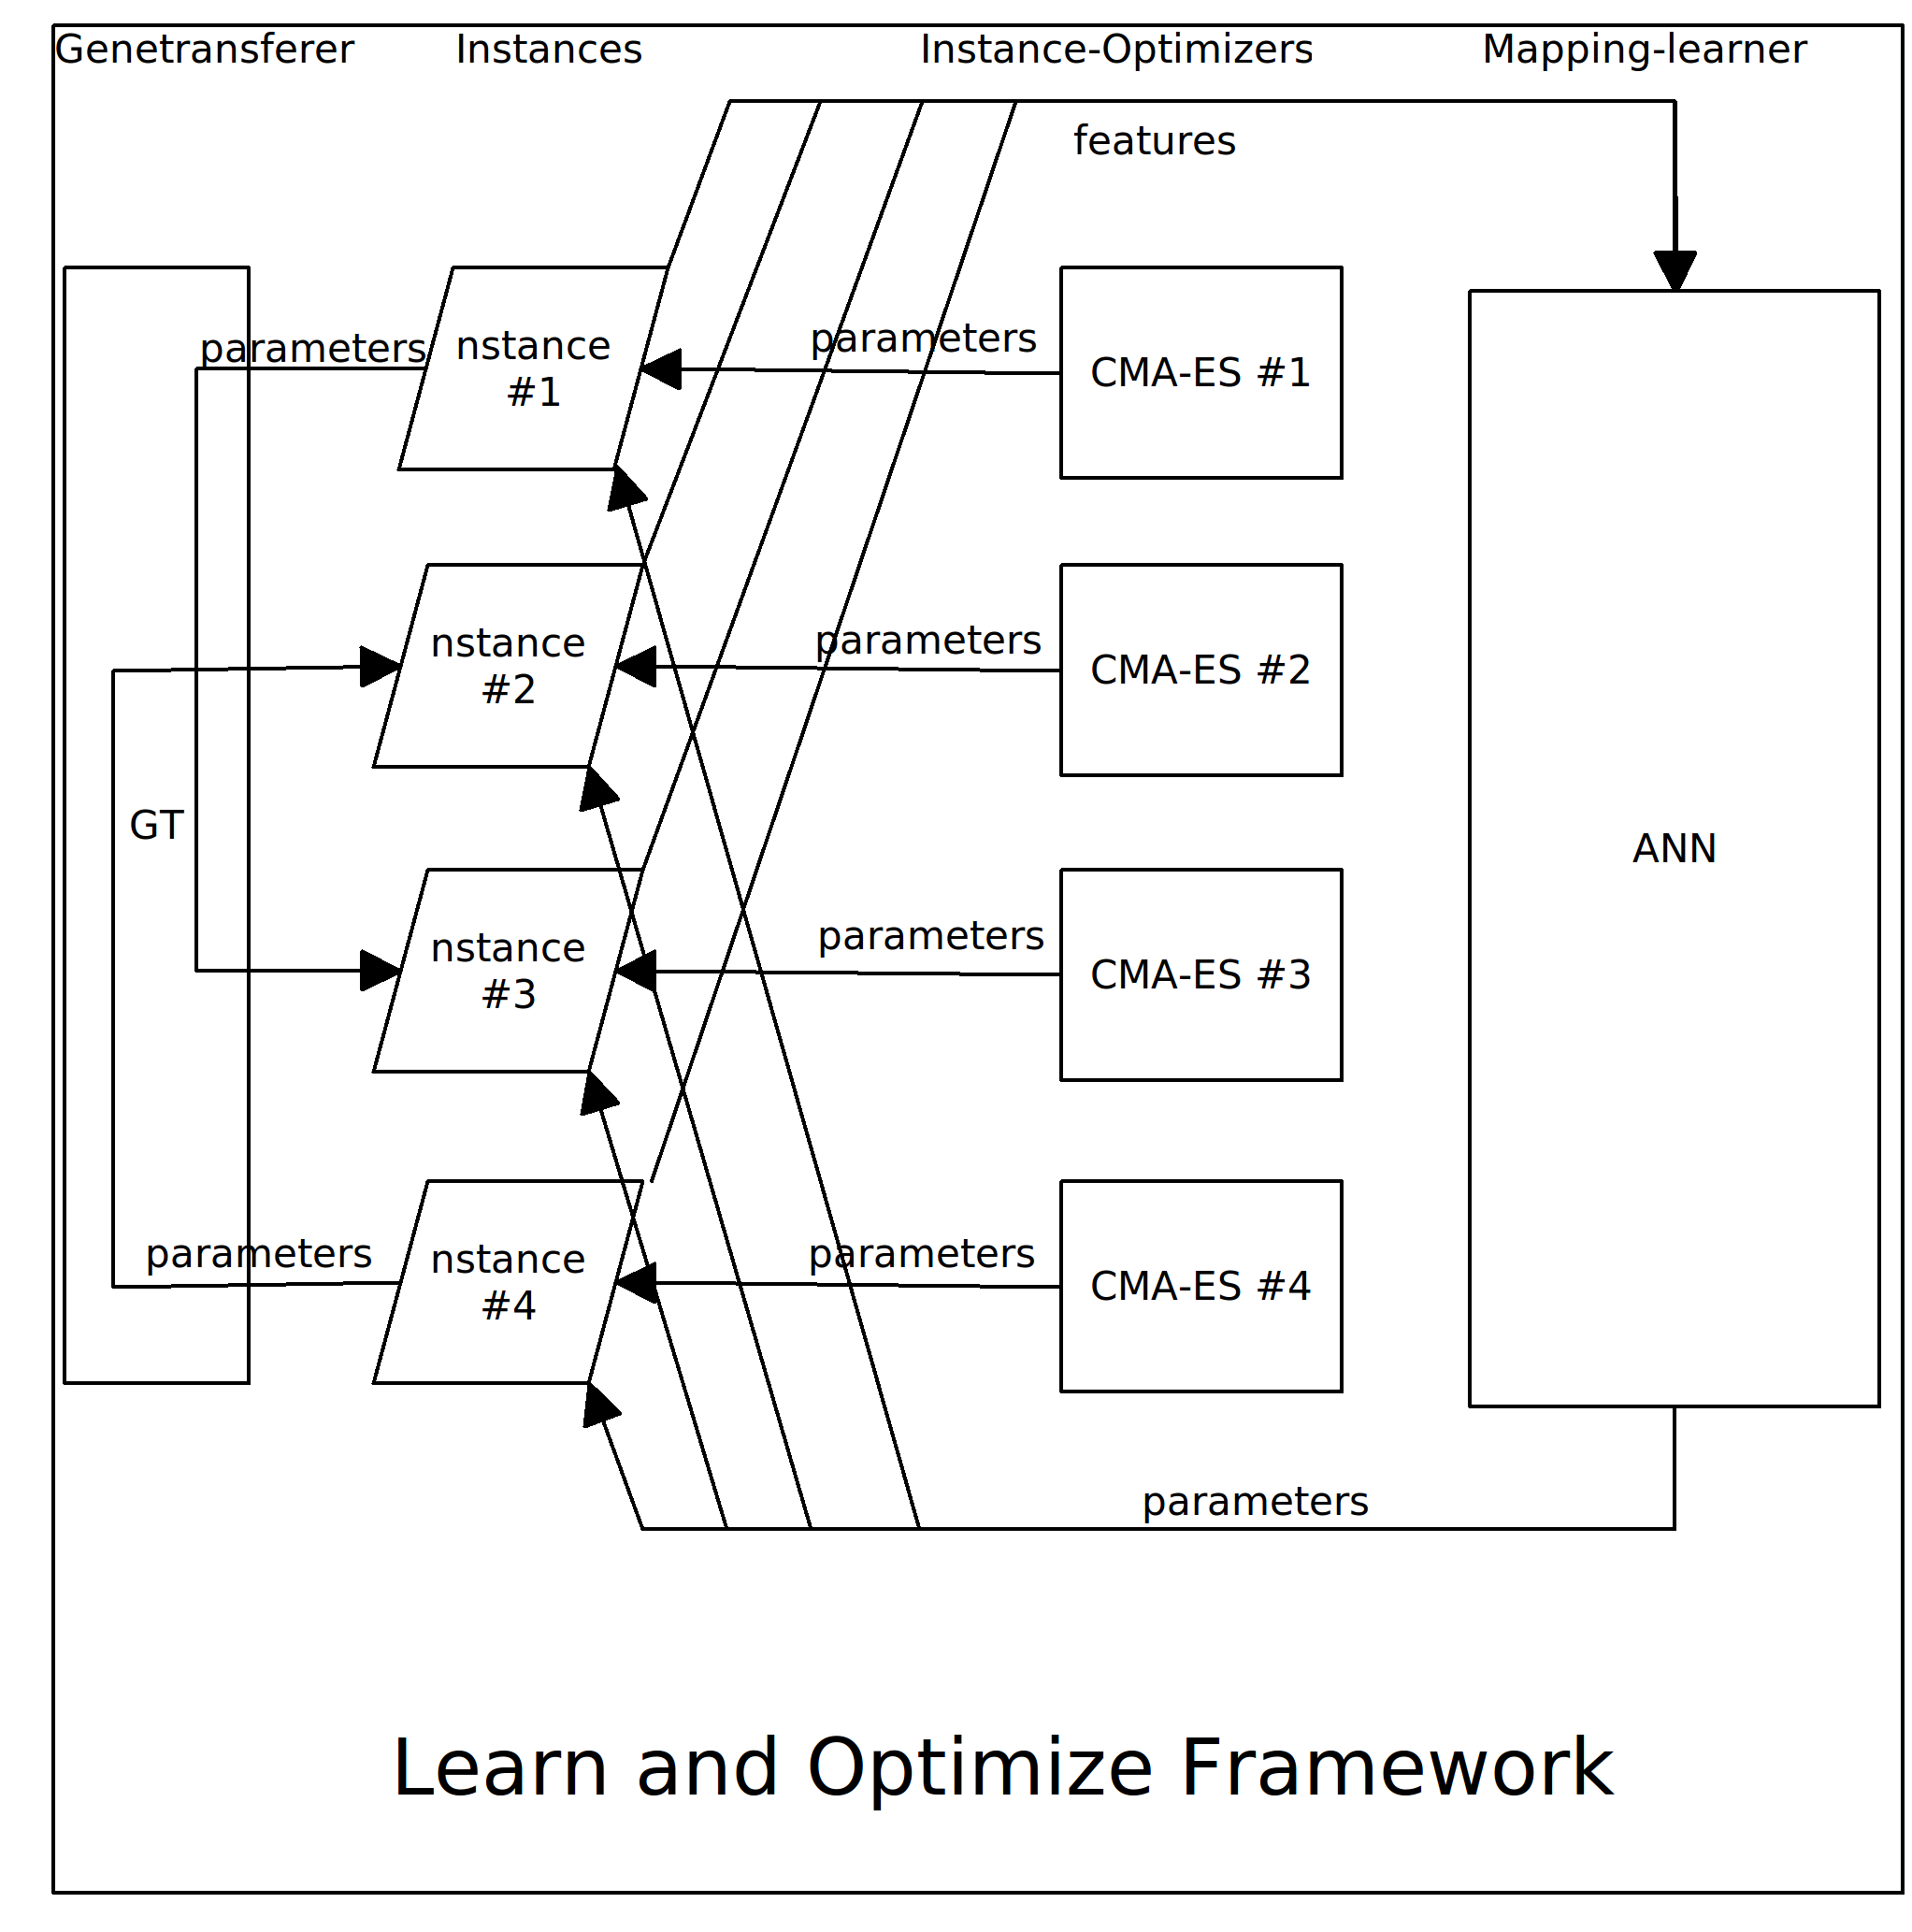 Genetransferer Instances Instance-Optimizers Mapping-learner
features
parameters
nstance
#1
parameters
CMA-ES #1
nstance
#2
parameters
CMA-ES #2
GT
ANN
nstance
#3
parameters
CMA-ES #3
parameters
nstance
#4
parameters
CMA-ES #4
parameters
Learn and Optimize Framework